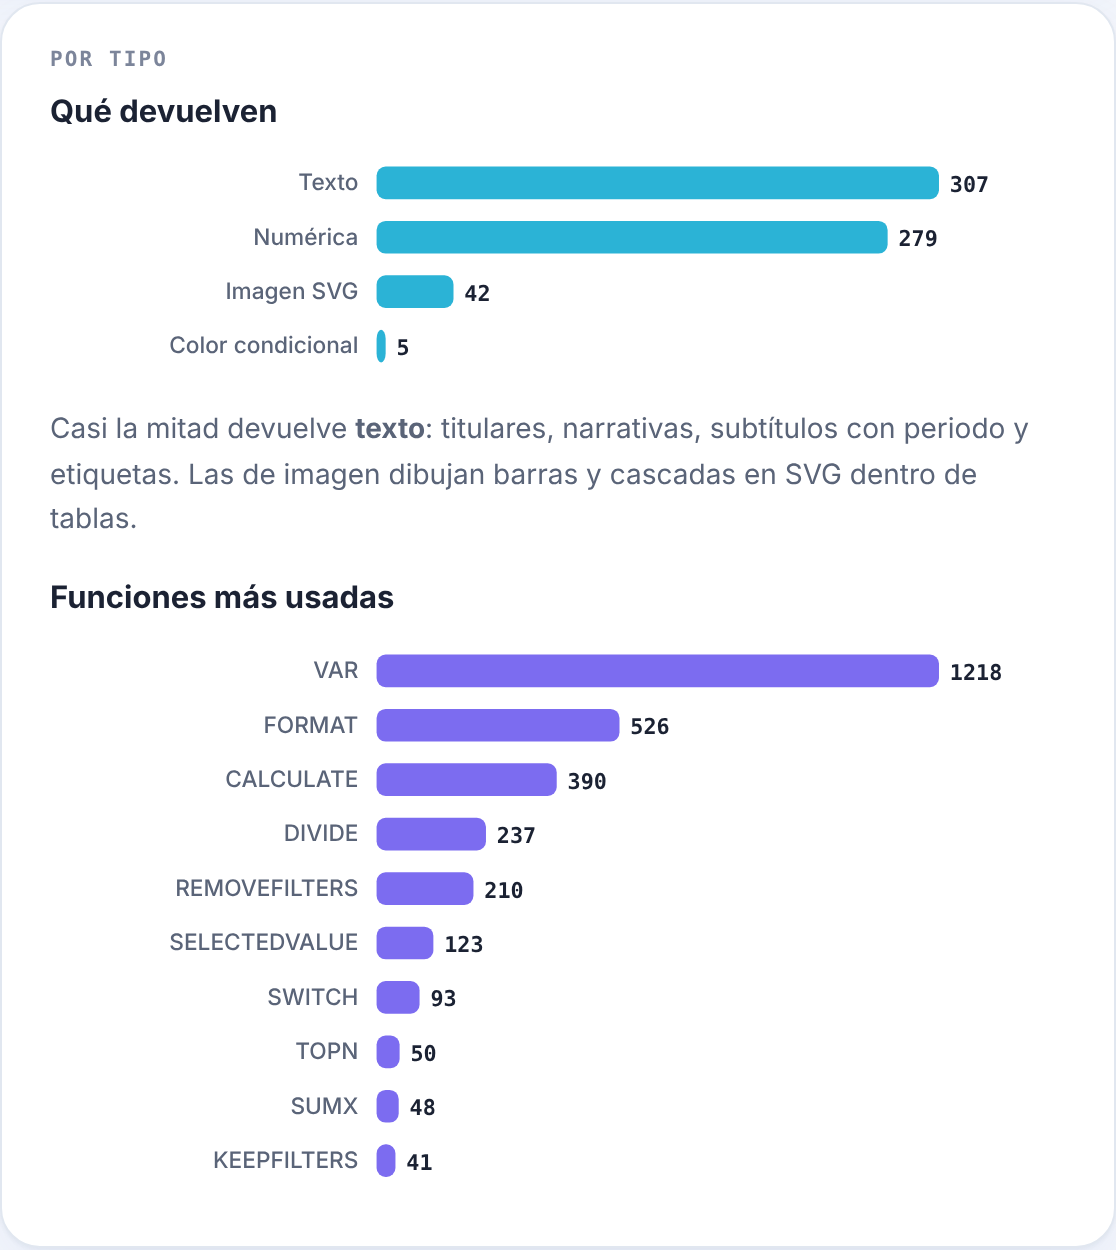 POR TIPO
Qué devuelven
Texto 307
Numérica 279
Imagen SVG 42
Color condicional 5
Casi la mitad devuelve texto: titulares, narrativas, subtítulos con periodo y
etiquetas. Las de imagen dibujan barras y cascadas en SVG dentro de
tablas.
Funciones más usadas
VAR 1218
FORMAT 526
CALCULATE 390
DIVIDE 237
REMOVEFILTERS 210
SELECTEDVALUE 123
SWITCH 93
TOPN 50
SUMX 48
KEEPFILTERS 41